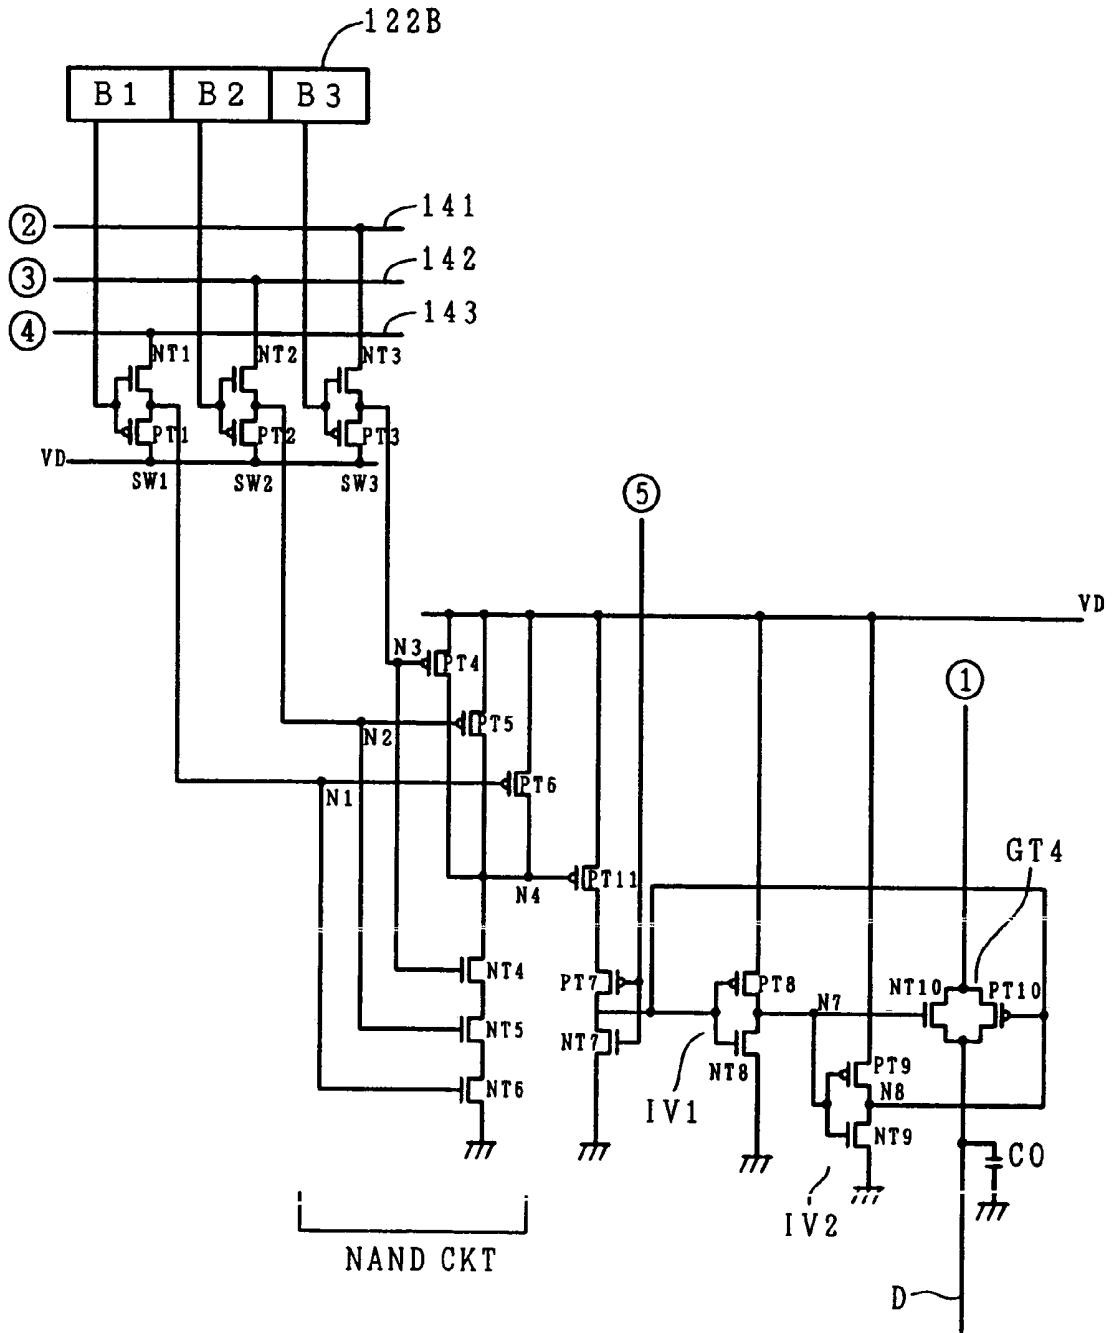 122B
B1 B2 B3
② 141
③ 142
④ 143
NT1 NT2 NT3
PT1 PT2 PT3
VD
SW1 SW2 SW3
⑤
VD
N3 PT4
①
N2 PT5
N1 PT6
GT4
N4 PT11
NT4 PT7 PT8 N7 NT10 PT10
NT5 NT7 NT8
PT9
NT6 N8
IV1
NT9
C0
IV2
NAND CKT
D